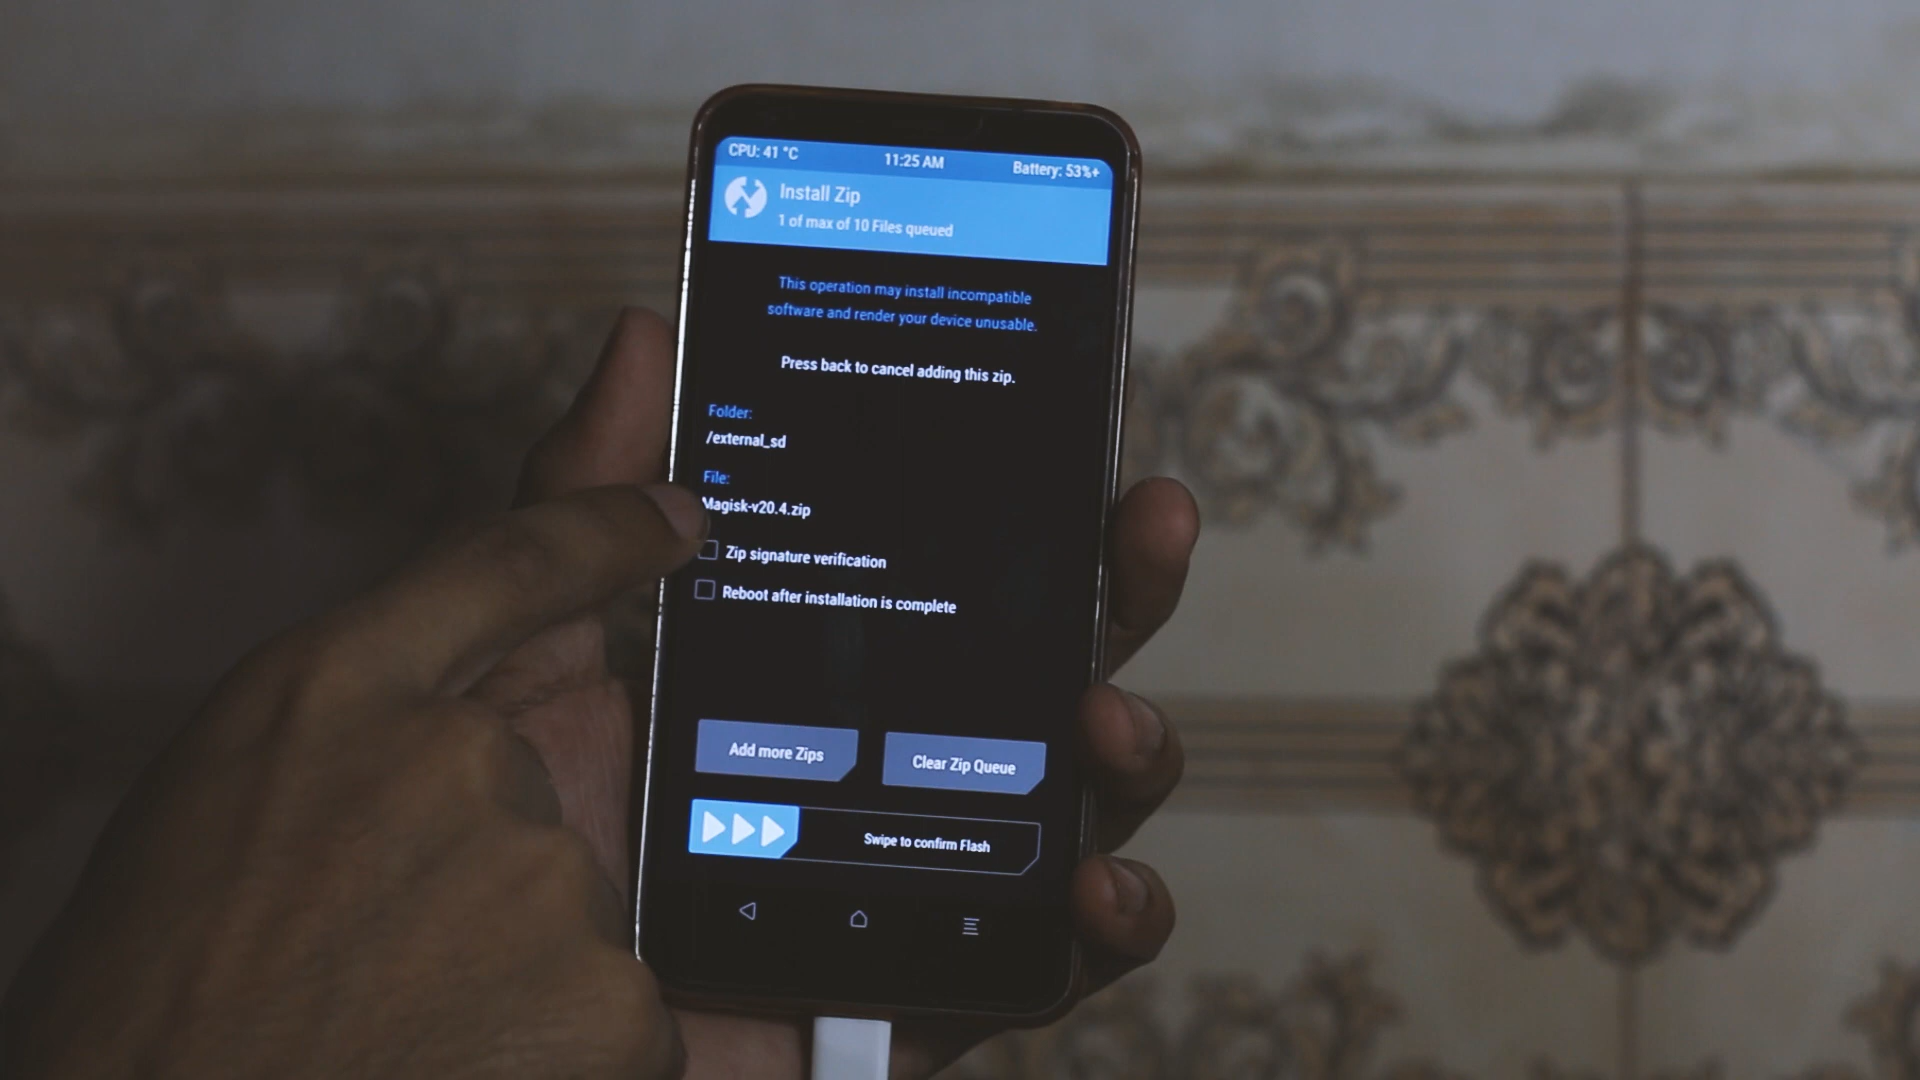 CPU: 41 °C 11:25 AM Battery: 53%+
Install Zip
1 of max of 10 Files queued
This operation may install incompatible
software and render your device unusable.
Press back to cancel adding this zip.
Folder:
/external_sd
File:
Magisk-v20.4.zip
Zip signature verification
Reboot after installation is complete
Add more Zips Clear Zip Queue
Swipe to confirm Flash